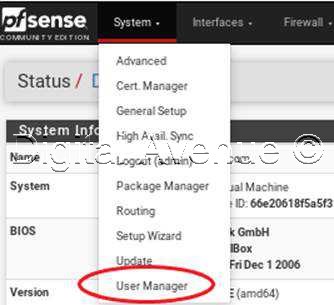 pfsense
COMMUNITY EDITION
System
Interfaces
Firewall
Status /
Advanced
Cert. Manager
General Setup
High Avail. Sync
Logout (admin)
Package Manager
Routing
Setup Wizard
Update
User Manager
System Info
Name
com.
System
ual Machine
e ID: 66e20618f5a5f3
BIOS
k GmbH
lBox
Fri Dec 1 2006
Version
E (amd64)
Digital Avenue ©